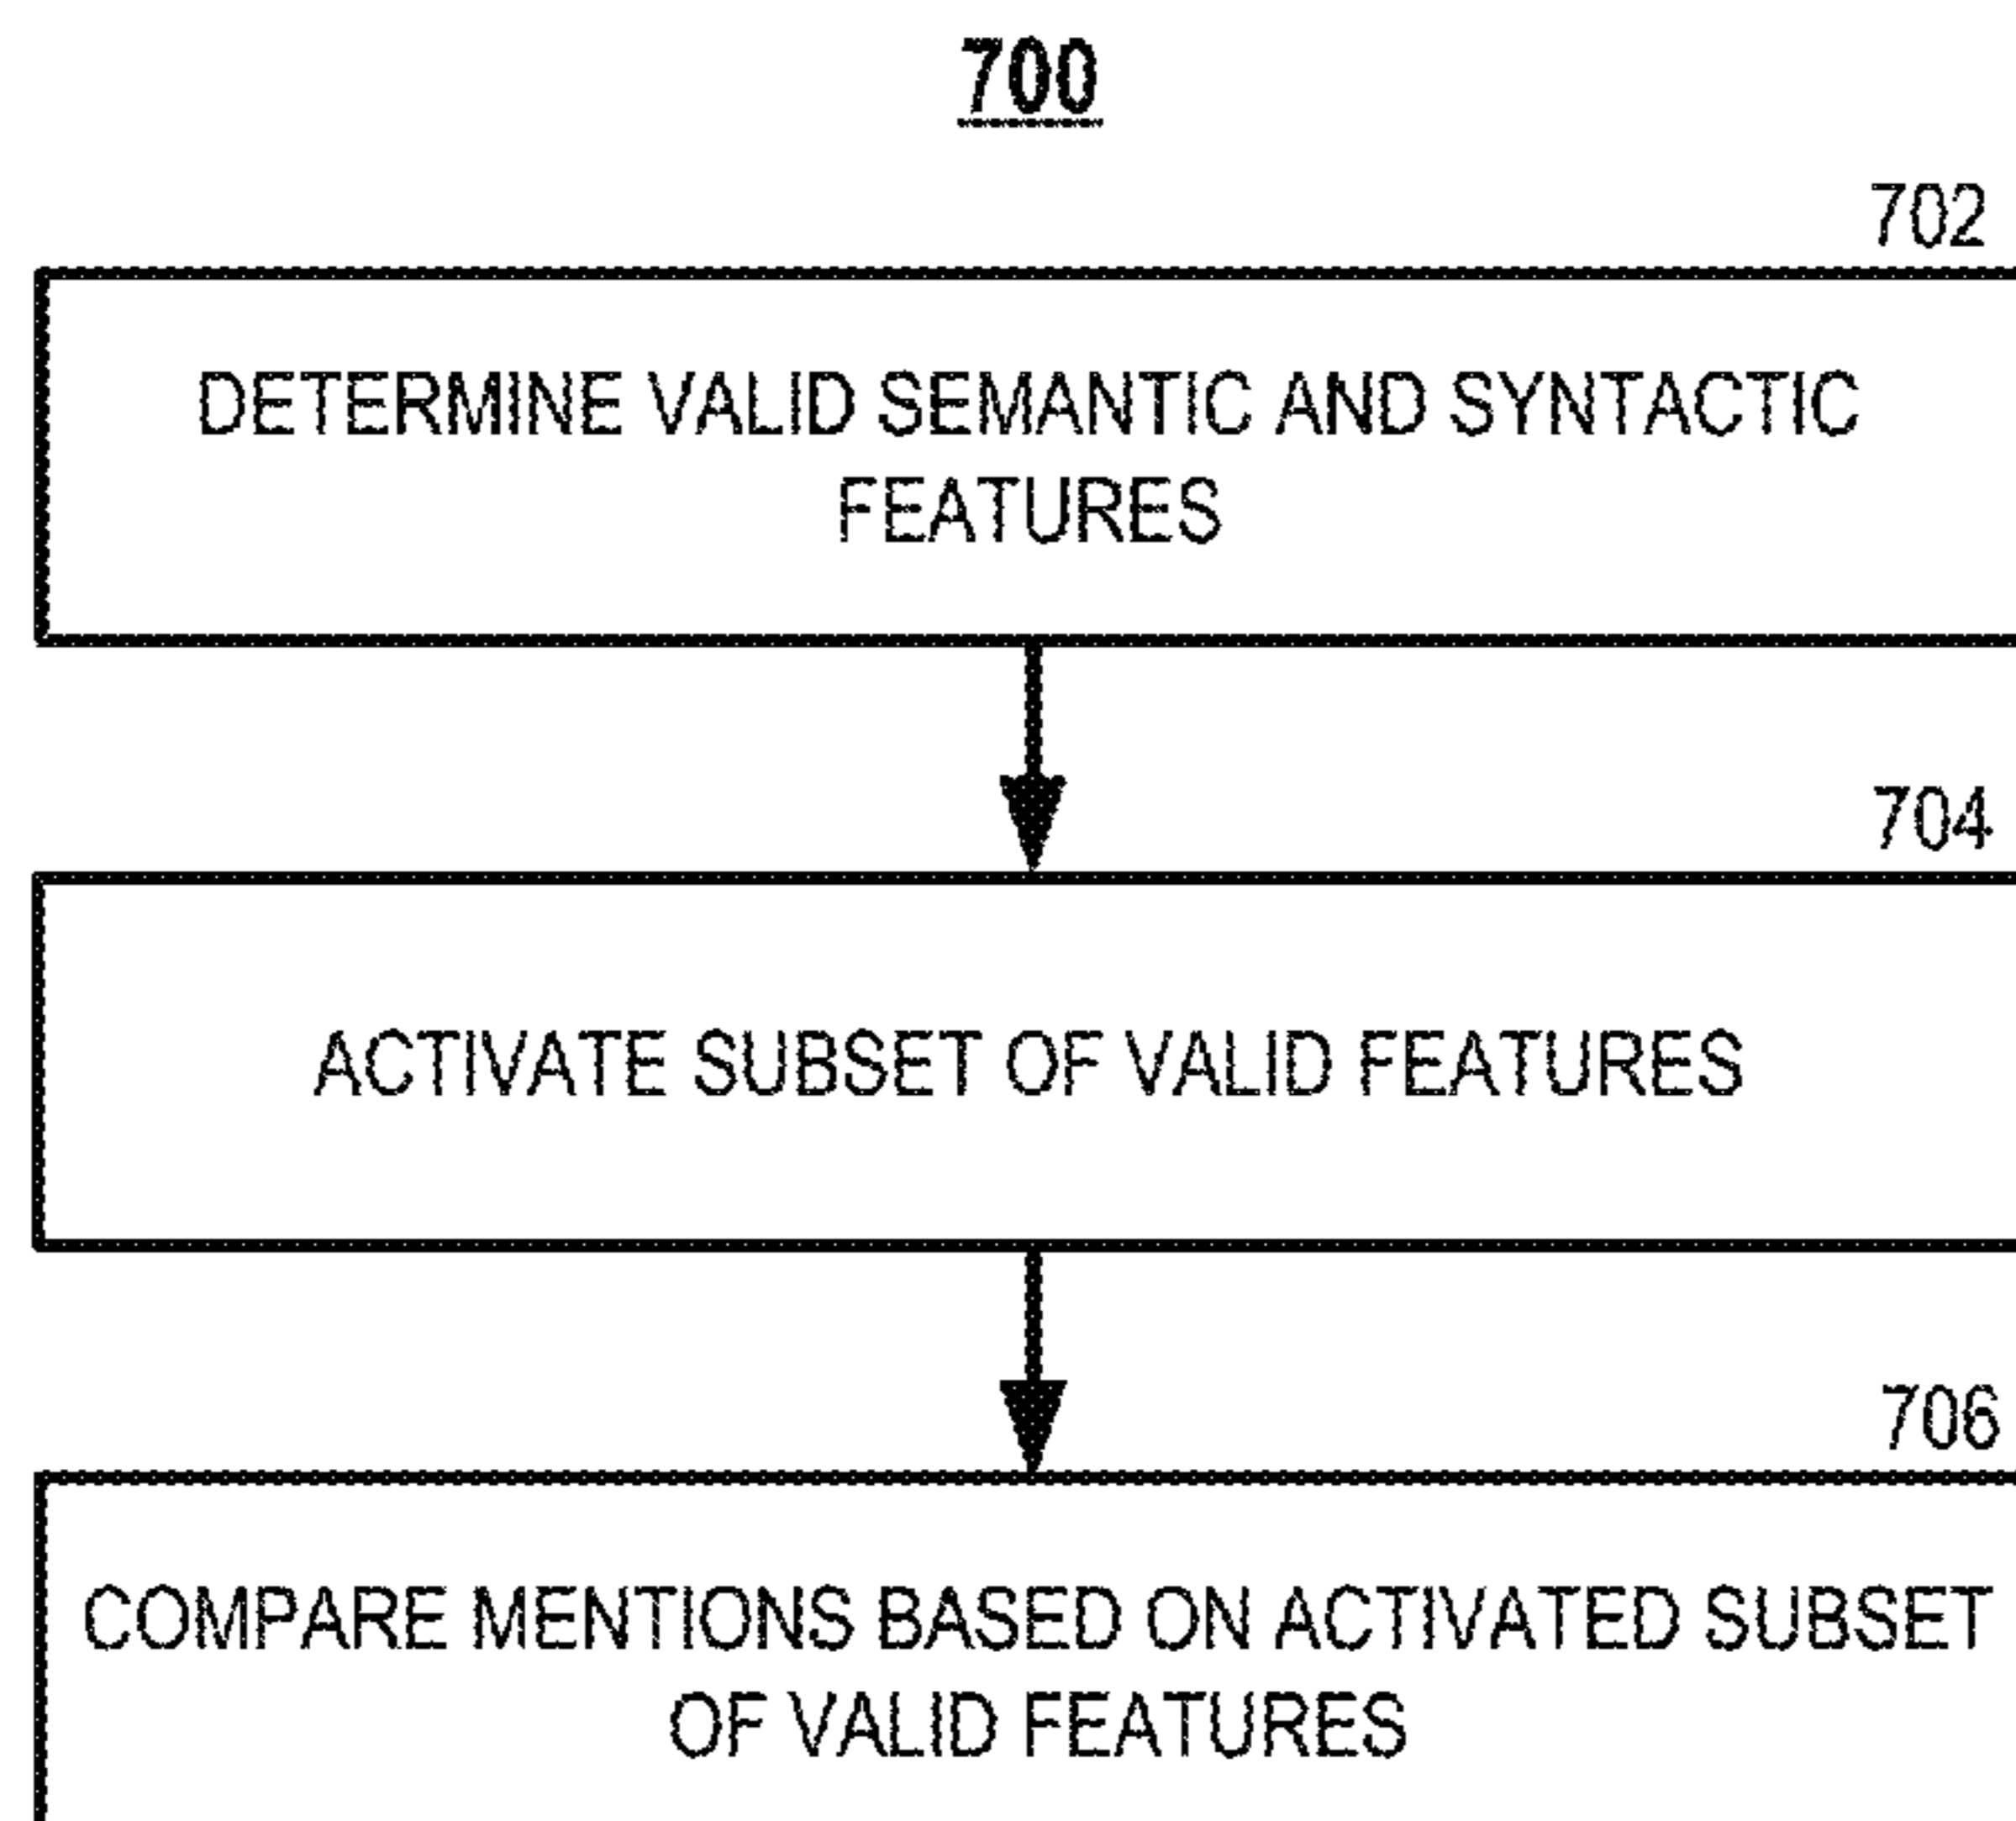 700
702
DETERMINE VALID SEMANTIC AND SYNTACTIC
FEATURES
704
ACTIVATE SUBSET OF VALID FEATURES
706
COMPARE MENTIONS BASED ON ACTIVATED SUBSET
OF VALID FEATURES